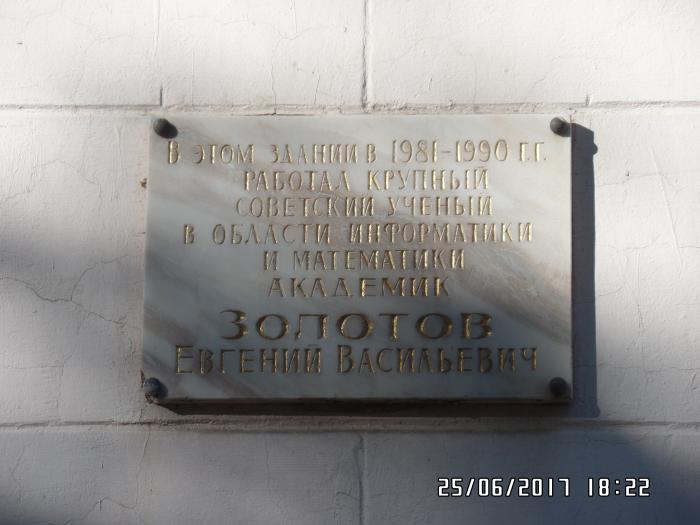 В ЭТОМ ЗДАНИИ В 1981-1990 Г.Г.
РАБОТАЛ КРУПНЫЙ
СОВЕТСКИЙ УЧЕНЫЙ
В ОБЛАСТИ ИНФОРМАТИКИ
И МАТЕМАТИКИ
АКАДЕМИК
ЗОЛОТОВ
ЕВГЕНИЙ ВАСИЛЬЕВИЧ
25/06/2017 18:22